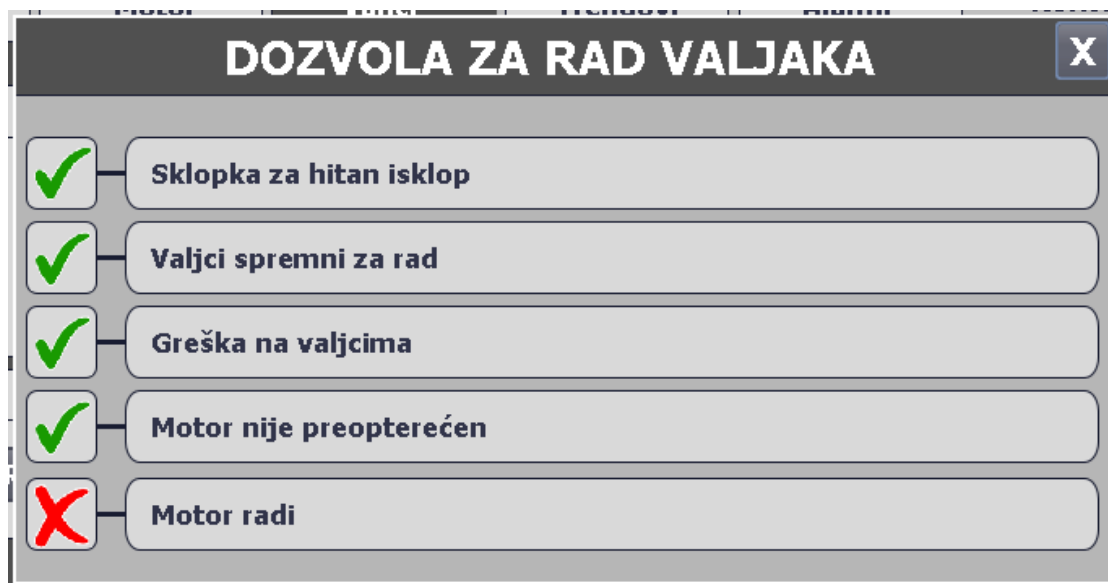 DOZVOLA ZA RAD VALJAKA
X
Sklopka za hitan isklop
Valjci spremni za rad
Greška na valjcima
Motor nije preopterećen
Motor radi